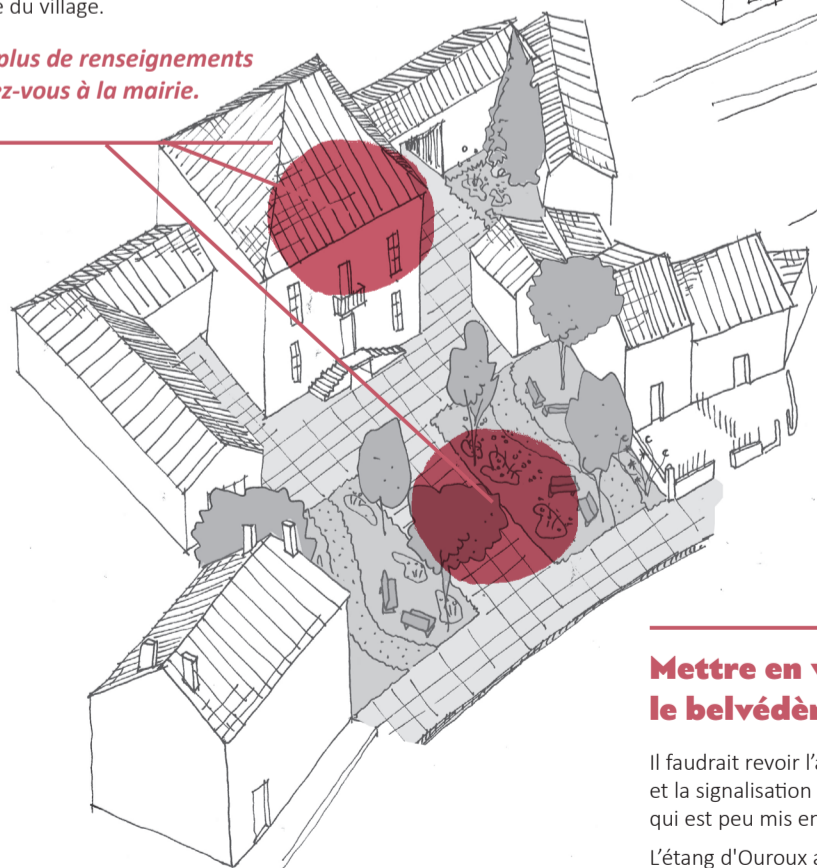 e du village.
plus de renseignements
ez-vous à la mairie.
Mettre en v
le belvédèr
Il faudrait revoir l’a
et la signalisation
qui est peu mis en
L’étang d'Ouroux a